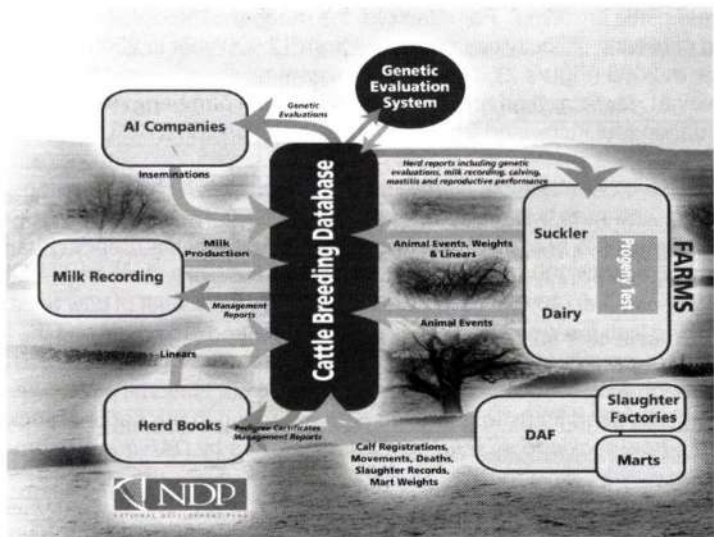 Genetic
Evaluation
System
Genetic
Evaluations
AI Companies
Inseminations
Herd reports including genetic
evaluations, milk recording, calving,
mastitis and reproductive performance
Cattle Breeding Database
Suckler
Progeny Test
FARMS
Animal Events, Weights
& Linears
Milk
Production
Milk Recording
Management
Reports
Dairy
Animal Events
Linears
Herd Books
Pedigree Certificates
Management Reports
Calf Registrations,
Movements, Deaths,
Slaughter Records,
Mart Weights
DAF
Slaughter
Factories
Marts
NDP
NATIONAL DEVELOPMENT PLAN